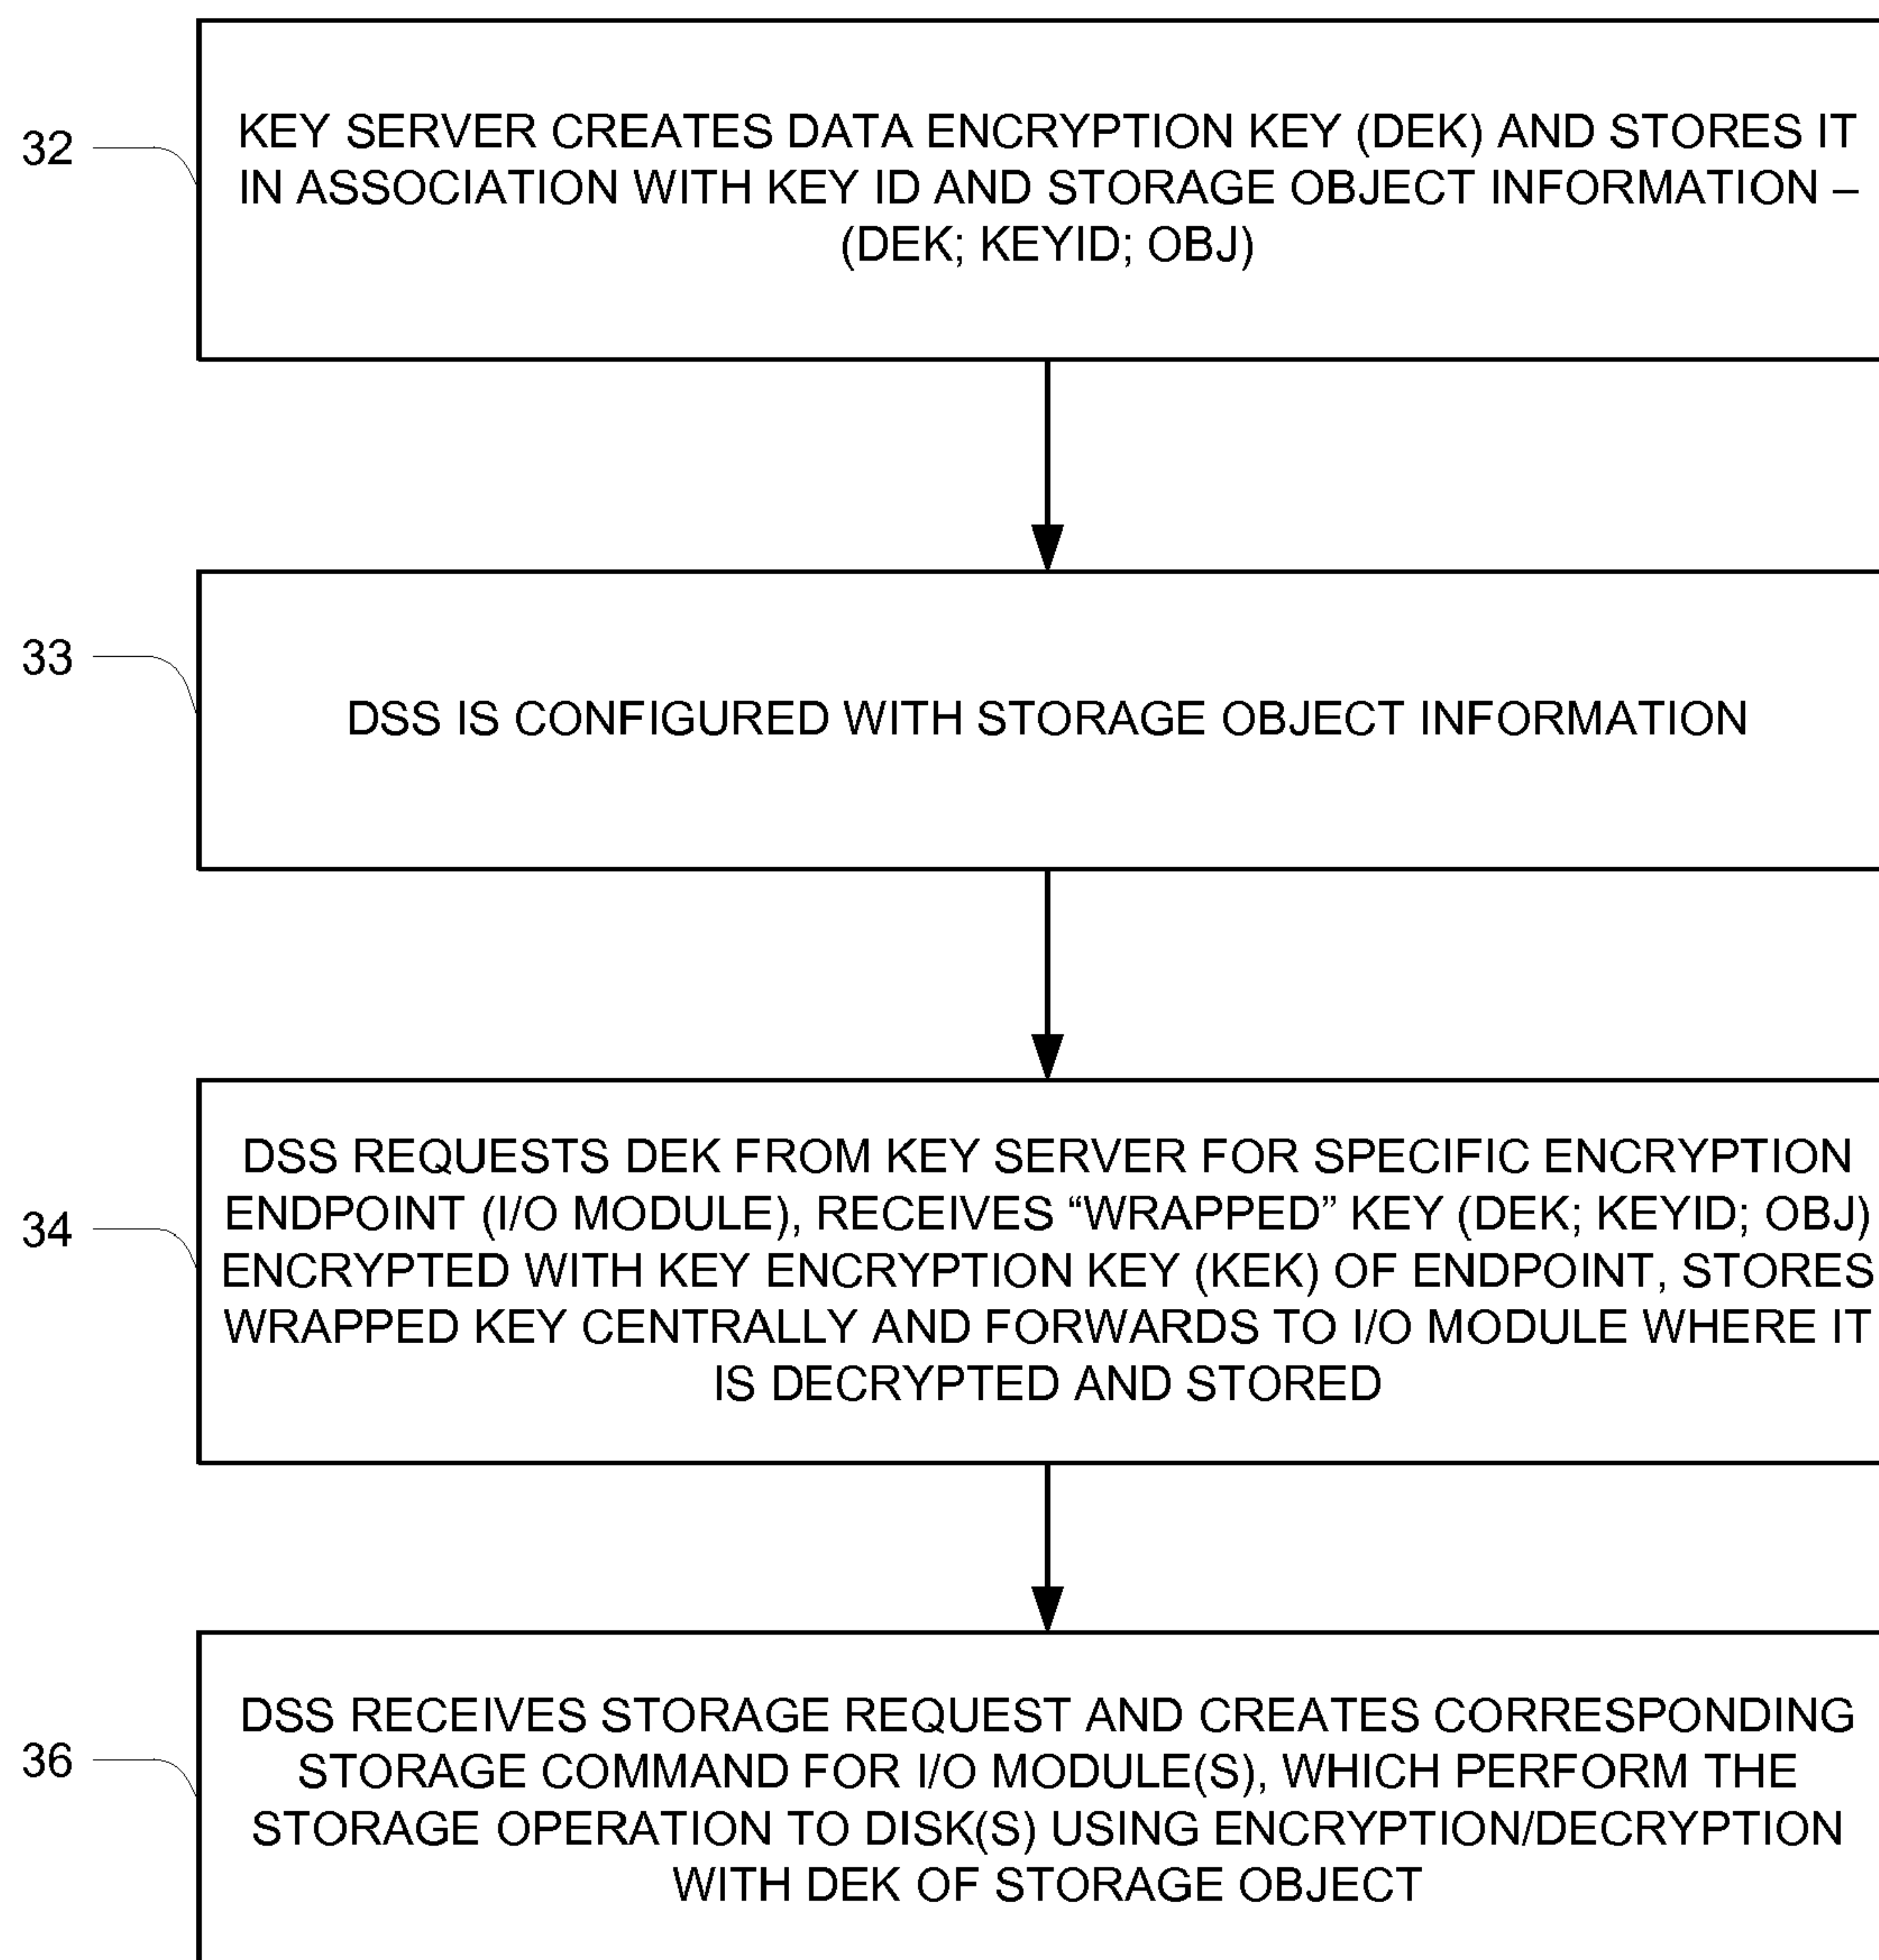 32
KEY SERVER CREATES DATA ENCRYPTION KEY (DEK) AND STORES IT
IN ASSOCIATION WITH KEY ID AND STORAGE OBJECT INFORMATION –
(DEK; KEYID; OBJ)
33
DSS IS CONFIGURED WITH STORAGE OBJECT INFORMATION
34
DSS REQUESTS DEK FROM KEY SERVER FOR SPECIFIC ENCRYPTION
ENDPOINT (I/O MODULE), RECEIVES “WRAPPED” KEY (DEK; KEYID; OBJ)
ENCRYPTED WITH KEY ENCRYPTION KEY (KEK) OF ENDPOINT, STORES
WRAPPED KEY CENTRALLY AND FORWARDS TO I/O MODULE WHERE IT
IS DECRYPTED AND STORED
36
DSS RECEIVES STORAGE REQUEST AND CREATES CORRESPONDING
STORAGE COMMAND FOR I/O MODULE(S), WHICH PERFORM THE
STORAGE OPERATION TO DISK(S) USING ENCRYPTION/DECRYPTION
WITH DEK OF STORAGE OBJECT